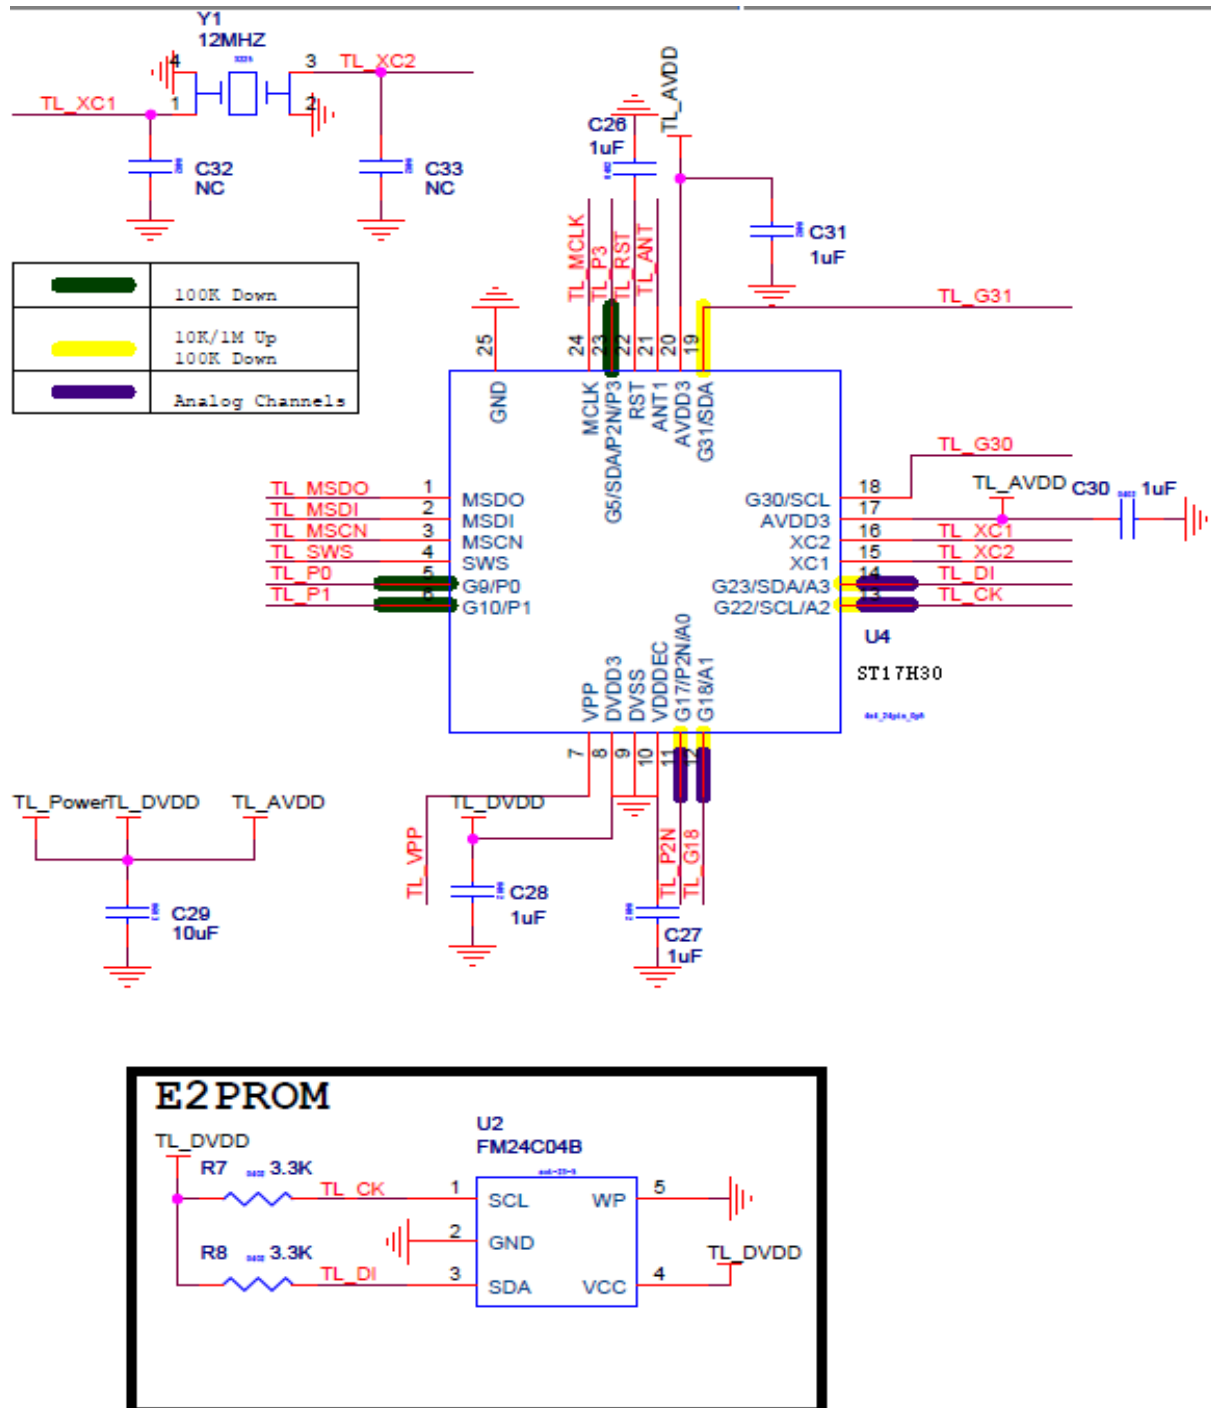 Y1
12MHZ
4
3
TL_XC2
TL_XC1
1
2
C32
NC
C33
NC
C26
1uF
TL_AVDD
C31
1uF
TL_MCLK
TL_P3
TL_RST
TL_ANT
TL_G31
100K Down
10K/1M Up
100K Down
Analog Channels
25
24
23
22
21
20
19
GND
MCLK
G5/SDA/P2N/P3
RST
ANT1
AVDD3
G31/SDA
TL_MSDO 1 MSDO
TL_MSDI 2 MSDI
TL_MSCN 3 MSCN
TL_SWS 4 SWS
TL_P0 5 G9/P0
TL_P1 6 G10/P1
G30/SCL 18 TL_G30
AVDD3 17 TL_AVDD
C30 1uF
XC2 16 TL_XC1
XC1 15 TL_XC2
G23/SDA/A3 14 TL_DI
G22/SCL/A2 13 TL_CK
U4
ST17H30
VPP
DVDD3
DVSS
VDDDEC
G17/P2N/A0
G18/A1
7
8
9
10
11
12
TL_Power
TL_DVDD
TL_AVDD
C29
10uF
TL_VPP
TL_DVDD
C28
1uF
TL_P2N
TL_G18
C27
1uF
E2PROM
TL_DVDD
U2
FM24C04B
R7 3.3K TL_CK 1 SCL
WP 5
2 GND
R8 3.3K TL_DI 3 SDA
VCC 4 TL_DVDD